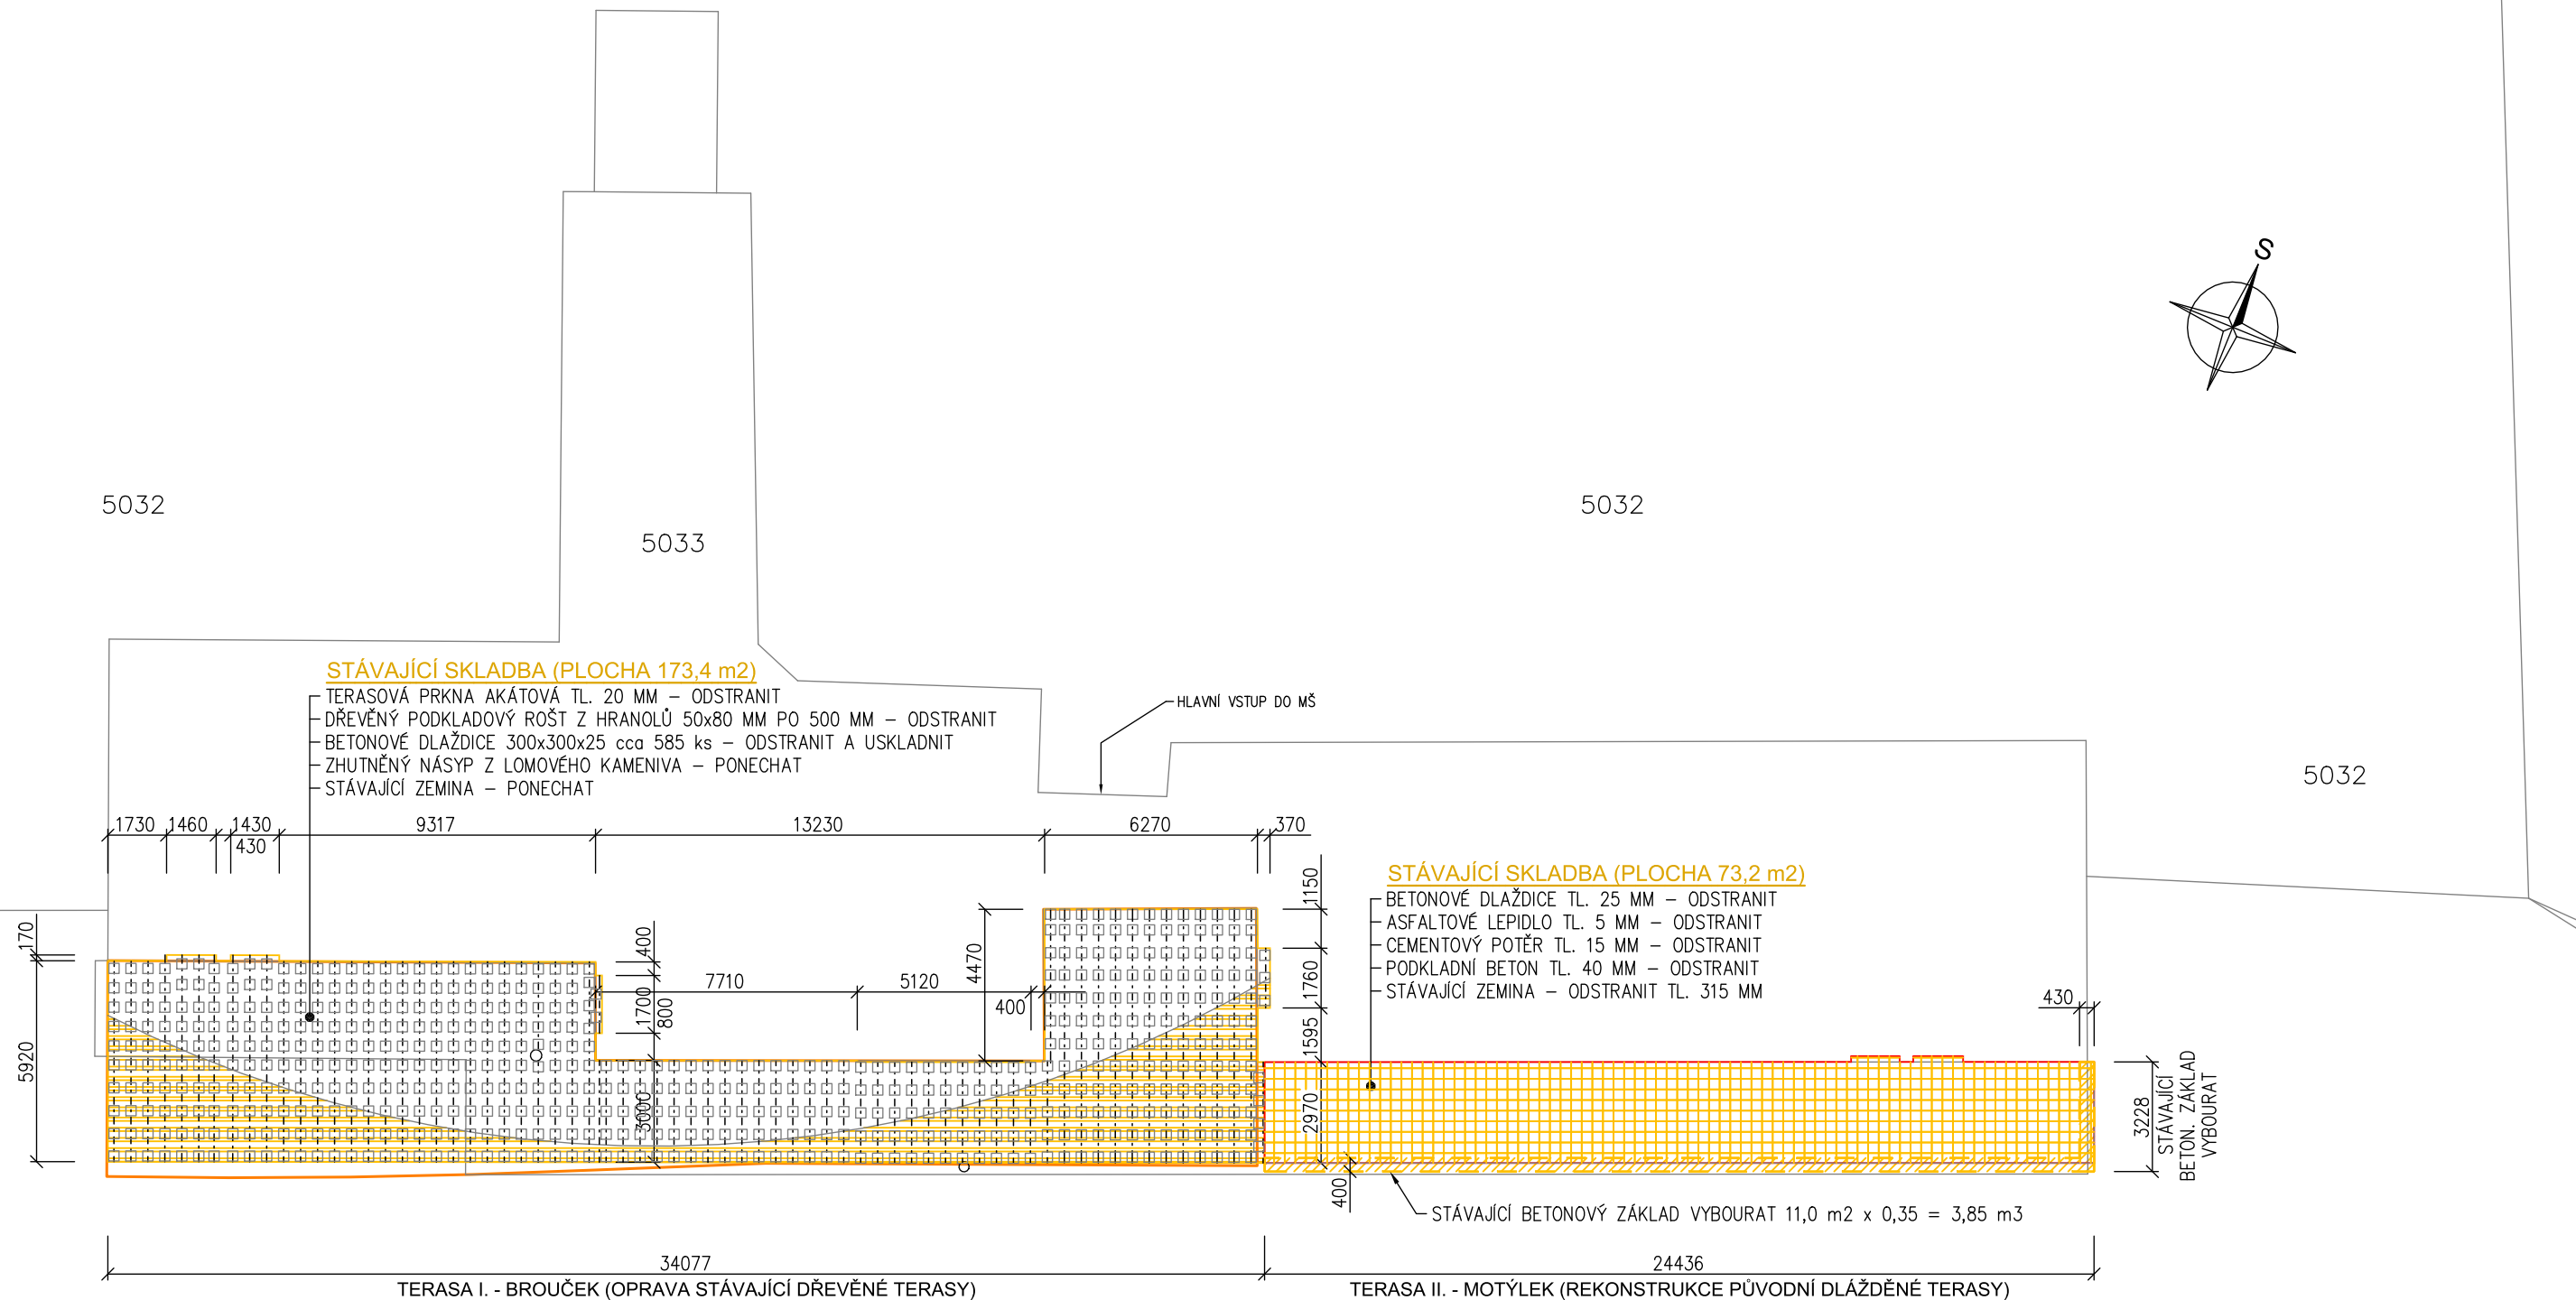 S
5032
5032
5033
STÁVAJÍCÍ SKLADBA (PLOCHA 173,4 m2)
TERASOVÁ PRKNA AKÁTOVÁ TL. 20 MM – ODSTRANIT
DŘEVĚNÝ PODKLADOVÝ ROŠT Z HRANOLŮ 50x80 MM PO 500 MM – ODSTRANIT
BETONOVÉ DLAŽDICE 300x300x25 cca 585 ks – ODSTRANIT A USKLADNIT
ZHUTNĚNÝ NÁSYP Z LOMOVÉHO KAMENIVA – PONECHAT
STÁVAJÍCÍ ZEMINA – PONECHAT
HLAVNÍ VSTUP DO MŠ
5032
1730
1460
1430
430
9317
13230
6270
370
STÁVAJÍCÍ SKLADBA (PLOCHA 73,2 m2)
BETONOVÉ DLAŽDICE TL. 25 MM – ODSTRANIT
ASFALTOVÉ LEPIDLO TL. 5 MM – ODSTRANIT
CEMENTOVÝ POTĚR TL. 15 MM – ODSTRANIT
PODKLADNÍ BETON TL. 40 MM – ODSTRANIT
STÁVAJÍCÍ ZEMINA – ODSTRANIT TL. 315 MM
170
5920
400
1700
800
3000
7710
5120
400
4470
1150
1760
1595
2970
400
430
3228
STÁVAJÍCÍ
BETON. ZÁKLAD
VYBOURAT
STÁVAJÍCÍ BETONOVÝ ZÁKLAD VYBOURAT 11,0 m2 x 0,35 = 3,85 m3
34077
24436
TERASA I. - BROUČEK (OPRAVA STÁVAJÍCÍ DŘEVĚNÉ TERASY)
TERASA II. - MOTÝLEK (REKONSTRUKCE PŮVODNÍ DLÁŽDĚNÉ TERASY)